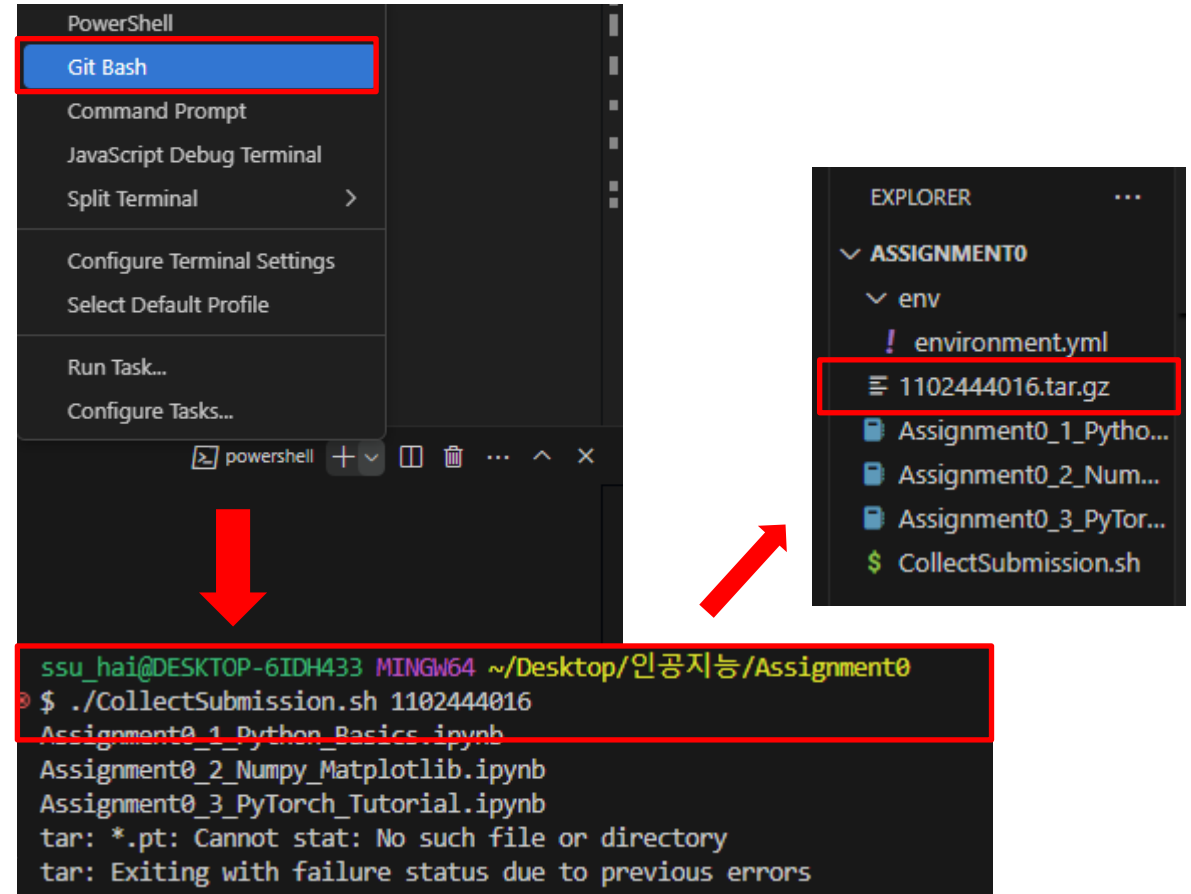 PowerShell
Git Bash
Command Prompt
JavaScript Debug Terminal
Split Terminal
Configure Terminal Settings
Select Default Profile
Run Task...
Configure Tasks...
powershell
EXPLORER
ASSIGNMENT0
env
environment.yml
1102444016.tar.gz
Assignment0_1_Pytho...
Assignment0_2_Num...
Assignment0_3_PyTor...
$ CollectSubmission.sh
ssu_hai@DESKTOP-6IDH433 MINGW64 ~/Desktop/인공지능/Assignment0
$ ./CollectSubmission.sh 1102444016
Assignment0_1_Python_Basics.ipynb
Assignment0_2_Numpy_Matplotlib.ipynb
Assignment0_3_PyTorch_Tutorial.ipynb
tar: *.pt: Cannot stat: No such file or directory
tar: Exiting with failure status due to previous errors